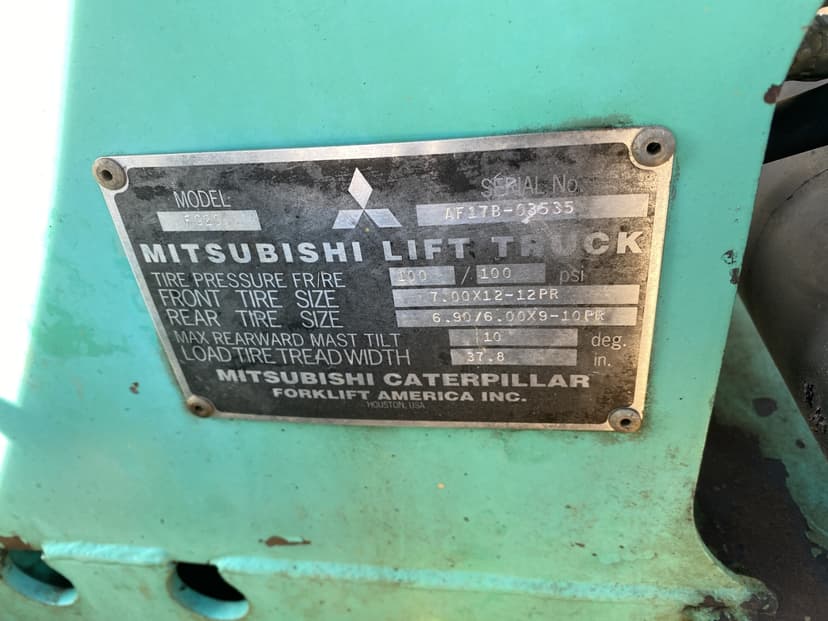 MODEL
SERIAL No.
AF17B-03535
MITSUBISHI LIFT TRUCK
TIRE PRESSURE FR/RE 100 / 100 psi
FRONT TIRE SIZE 7.00X12-12PR
REAR TIRE SIZE 6.90/6.00X9-10PR
MAX REARWARD MAST TILT 10 deg.
LOAD TIRE TREAD WIDTH 37.8 in.
MITSUBISHI CATERPILLAR
FORKLIFT AMERICA INC.
HOUSTON, USA